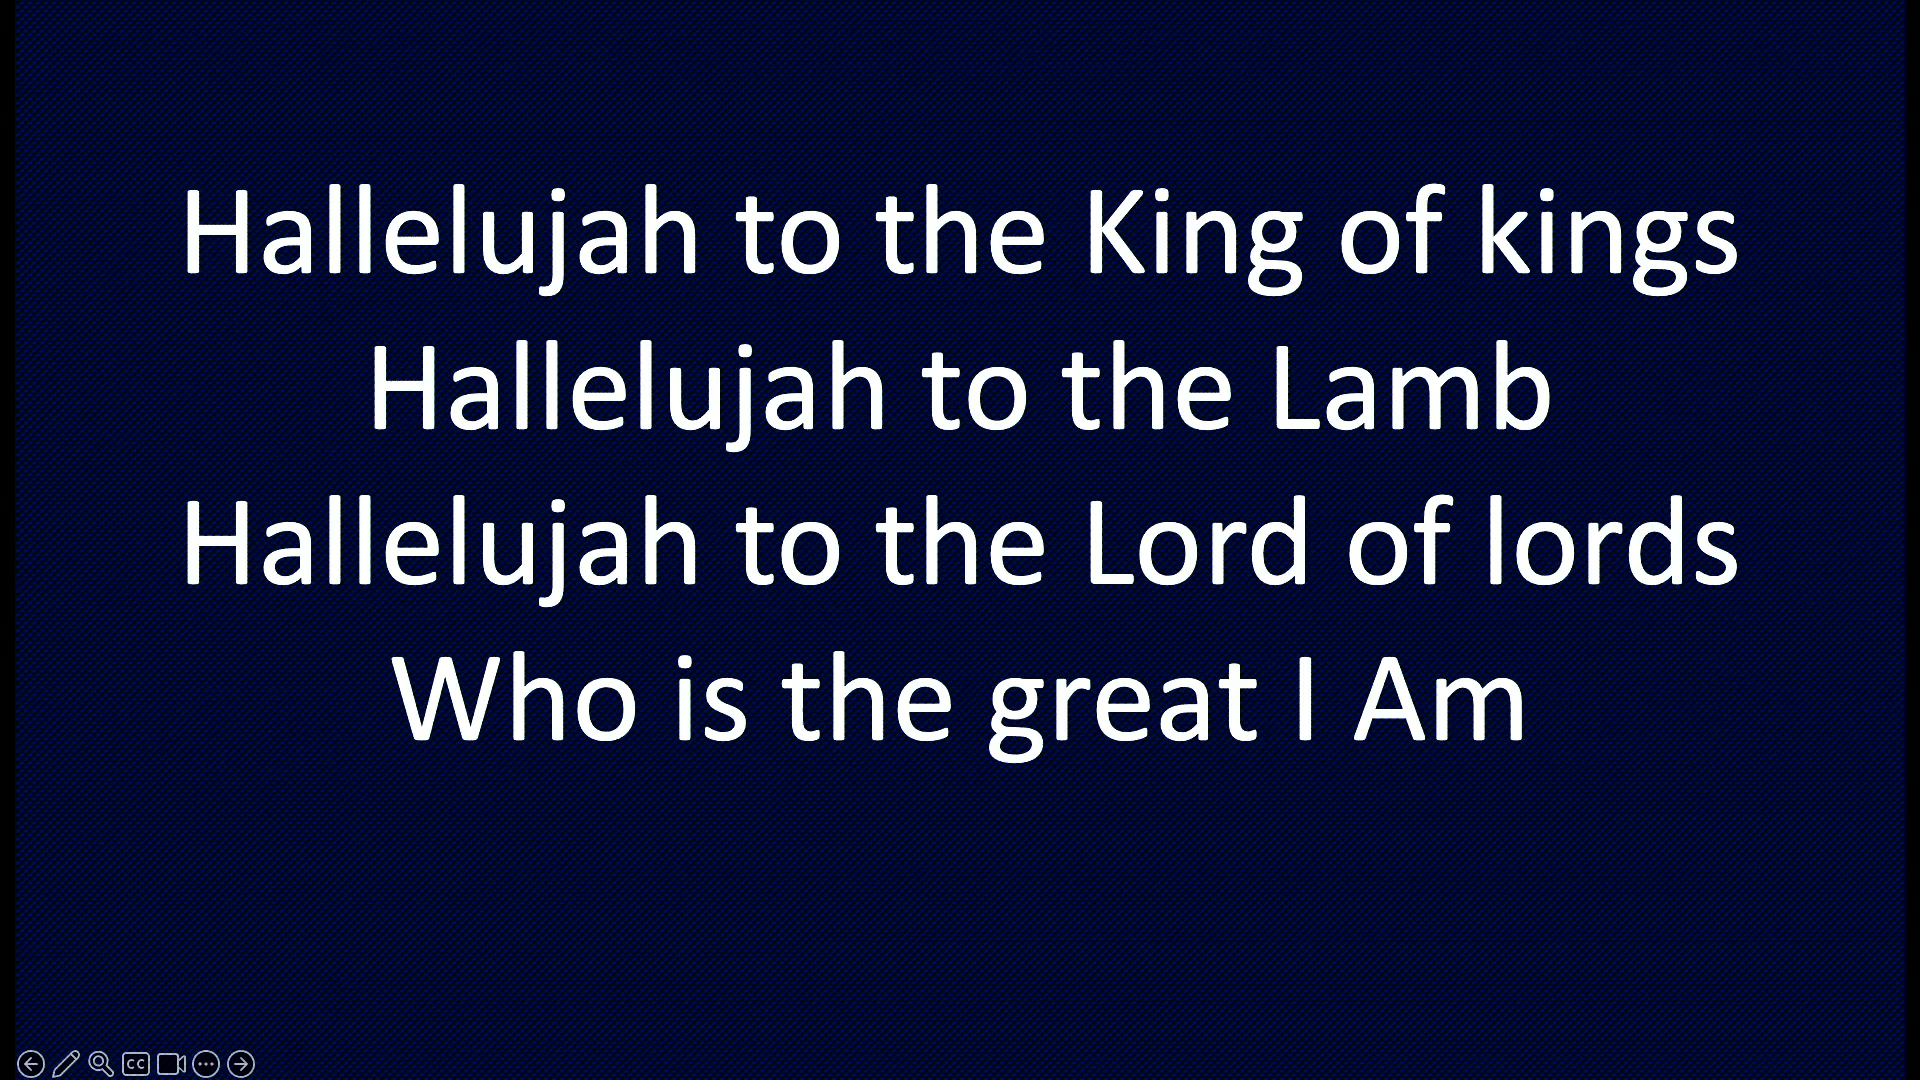 Hallelujah to the King of kings
Hallelujah to the Lamb
Hallelujah to the Lord of lords
Who is the great I Am
CC